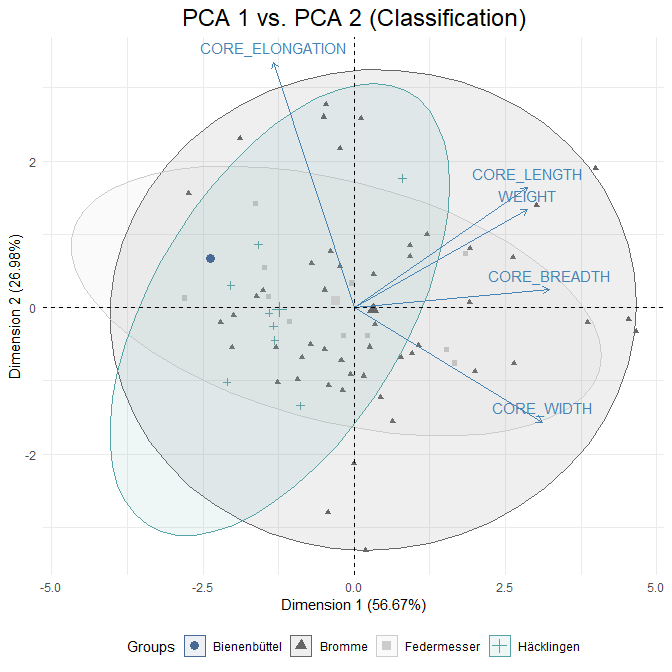 PCA 1 vs. PCA 2 (Classification)
CORE_ELONGATION
CORE_LENGTH
WEIGHT
CORE_BREADTH
CORE_WIDTH
2
0
-2
Dimension 2 (26.98%)
-5.0 -2.5 0.0 2.5 5.0
Dimension 1 (56.67%)
Groups Bienenbüttel Bromme Federmesser Häcklingen